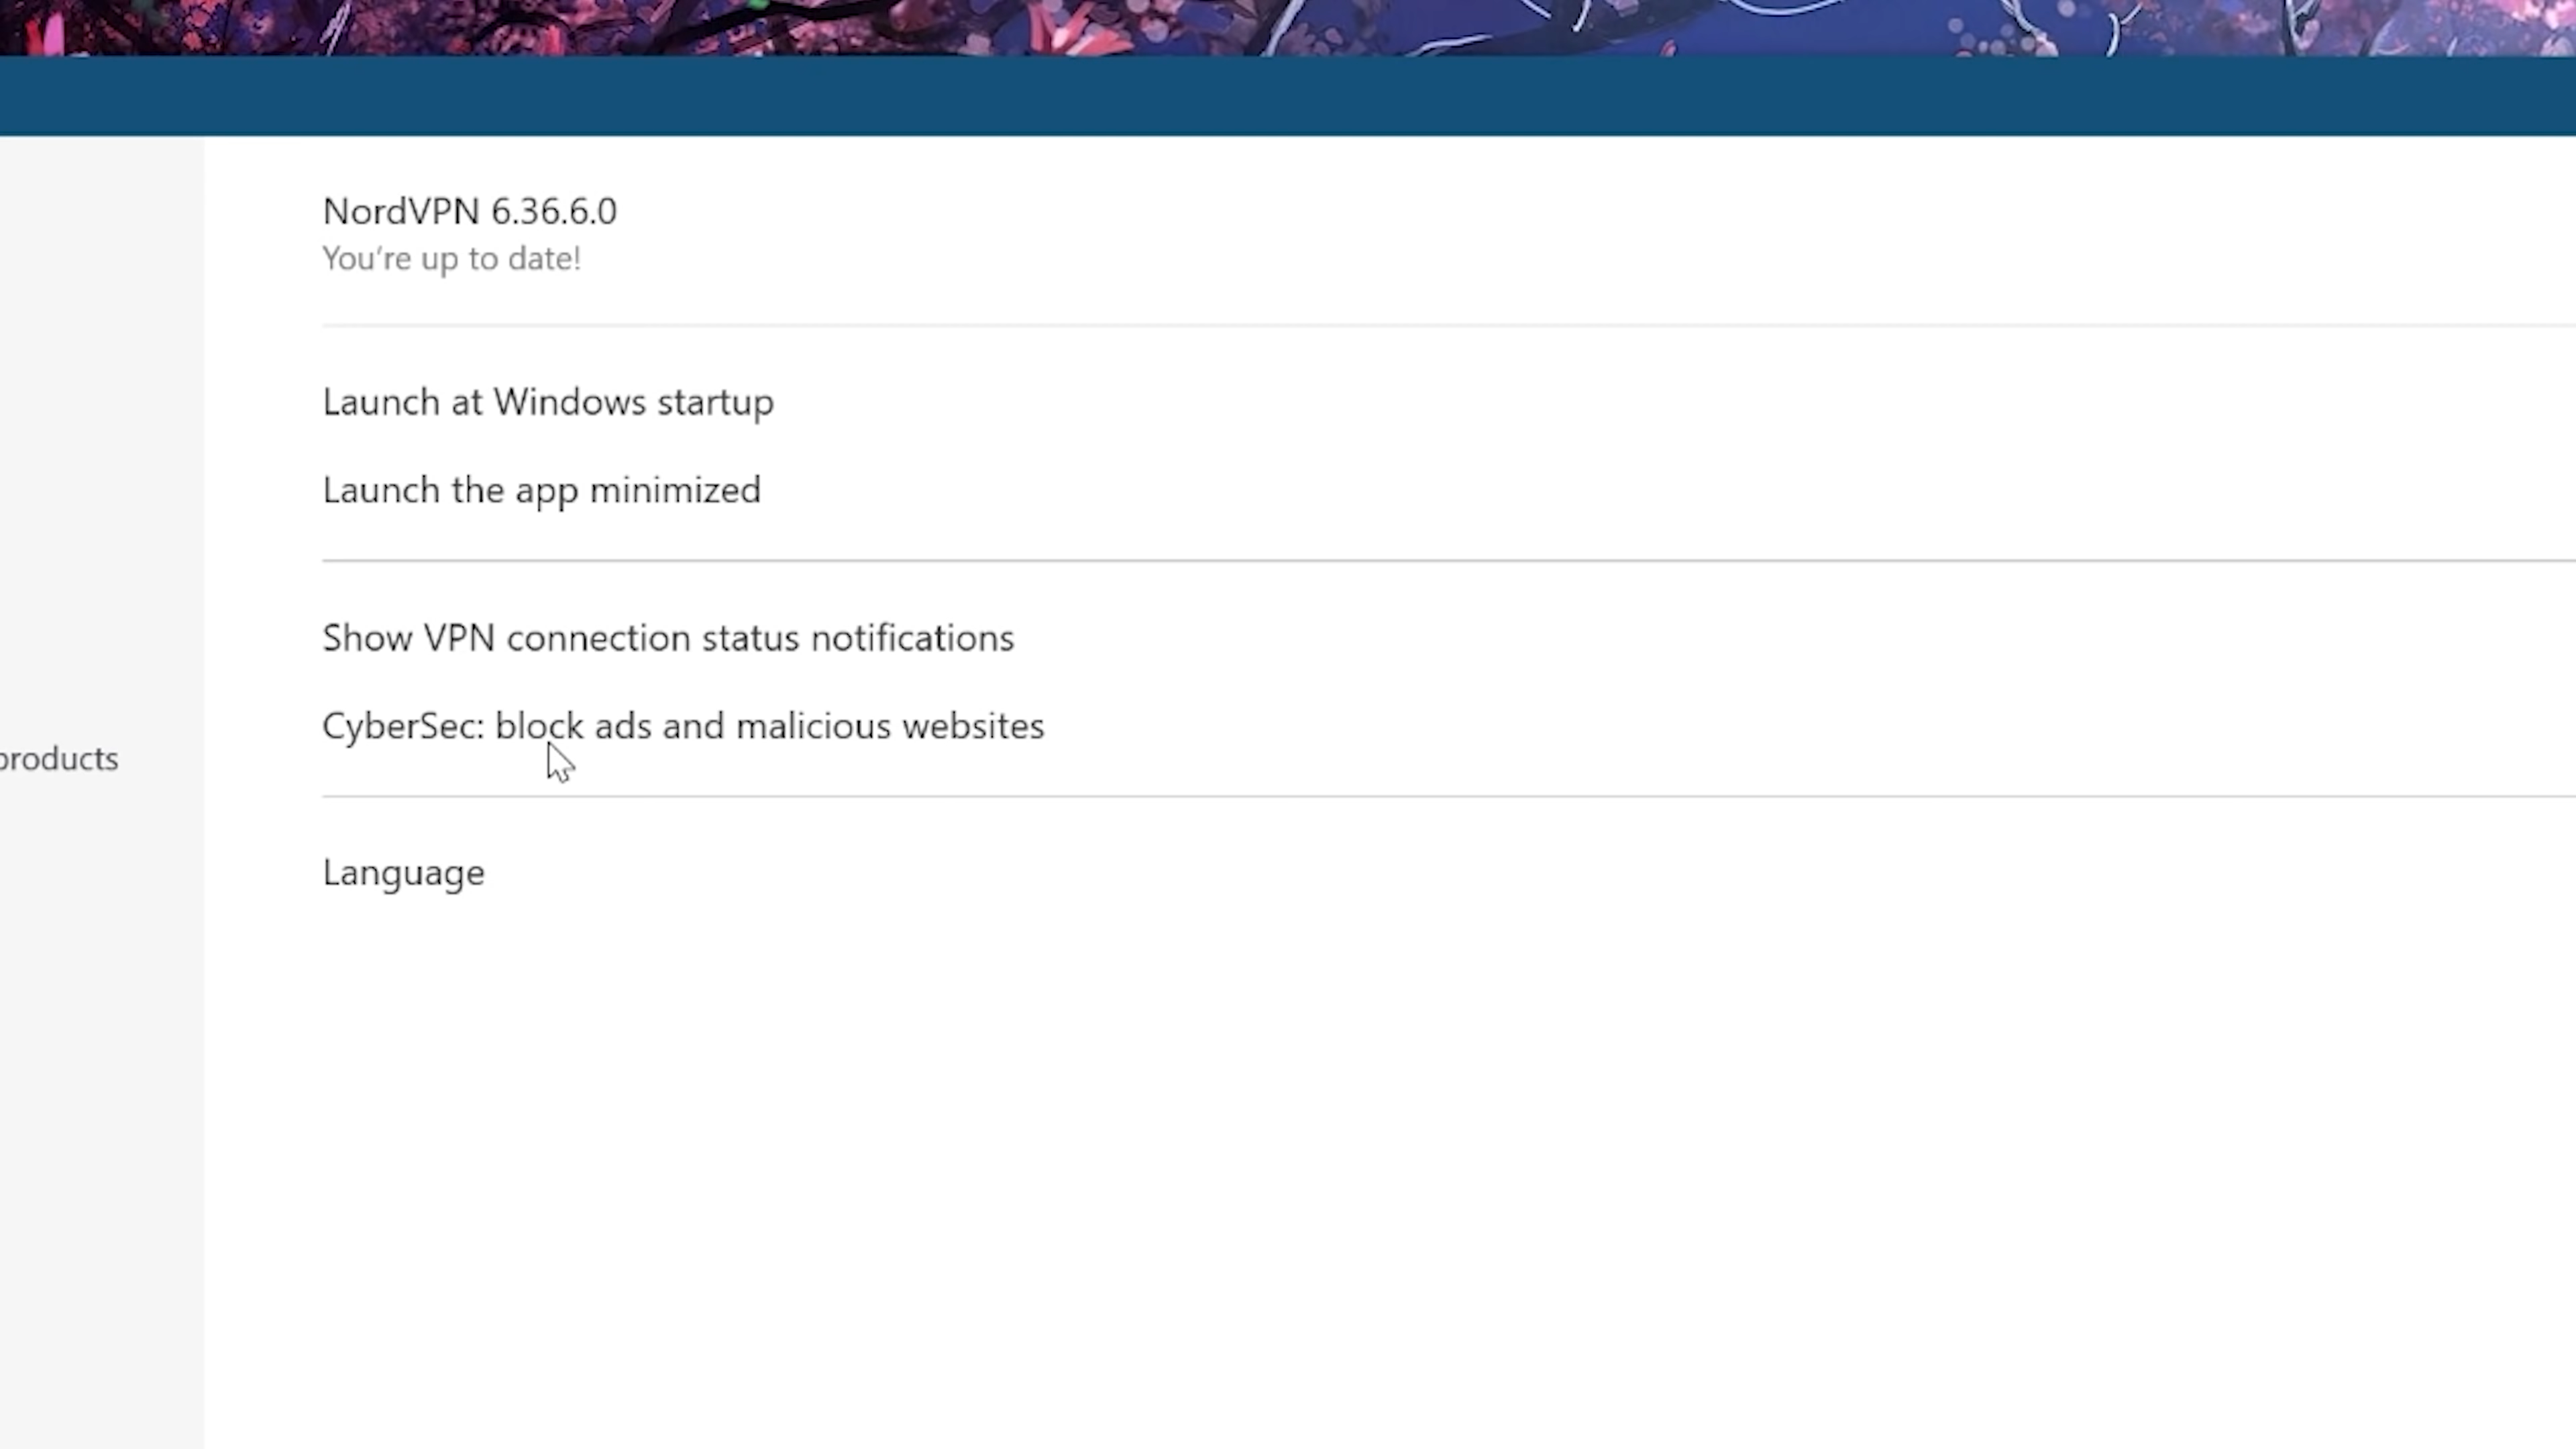 NordVPN 6.36.6.0
You're up to date!
Launch at Windows startup
Launch the app minimized
Show VPN connection status notifications
CyberSec: block ads and malicious websites
products
Language